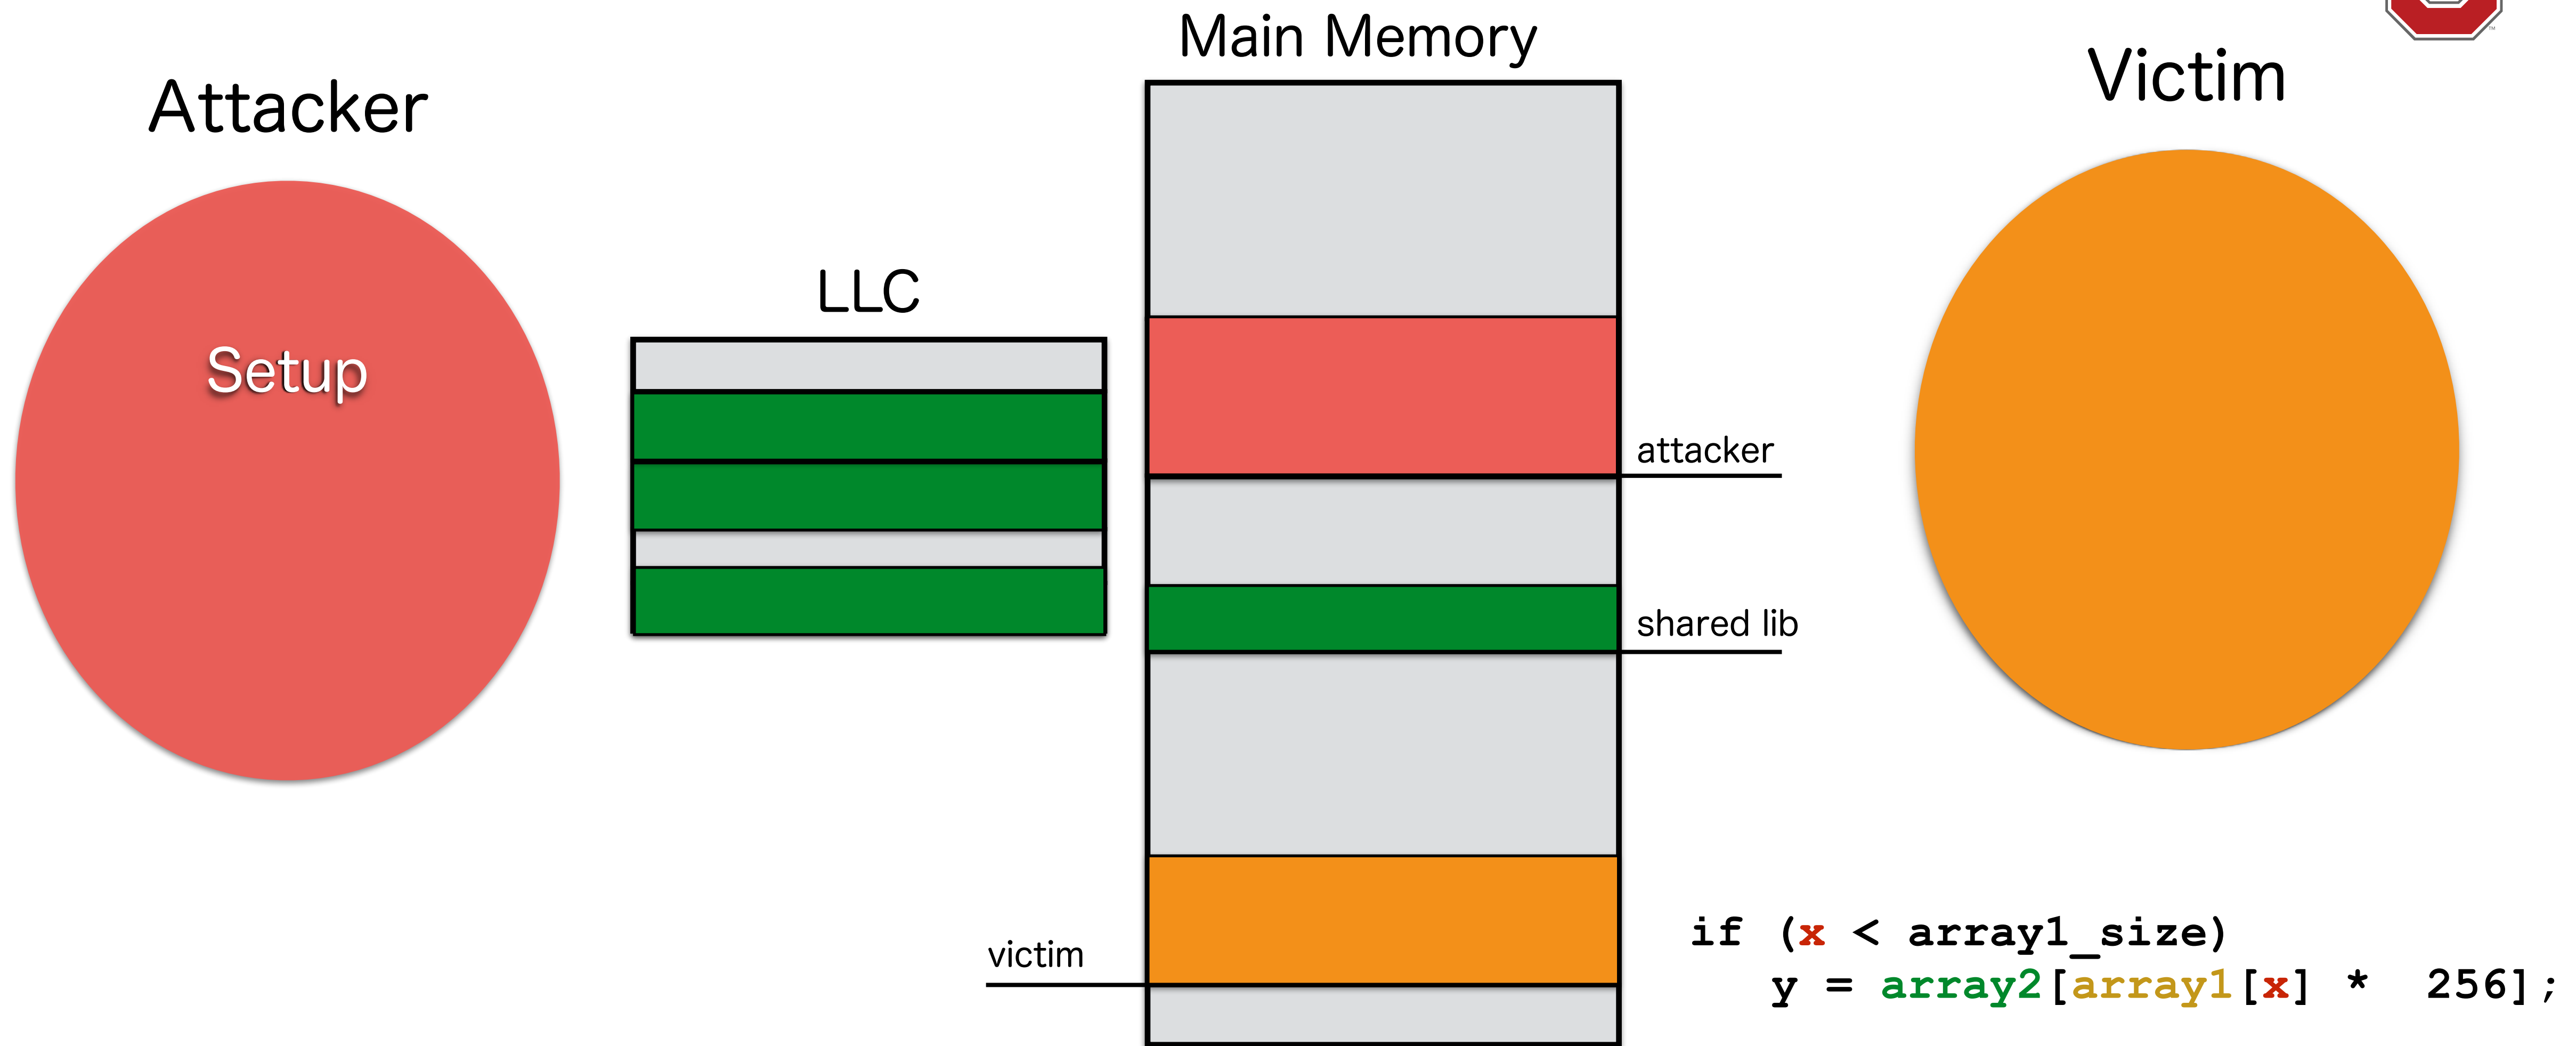 Main Memory
Attacker
Victim
LLC
Setup
attacker
shared lib
victim
if (x < array1_size)
y = array2[array1[x] * 256];